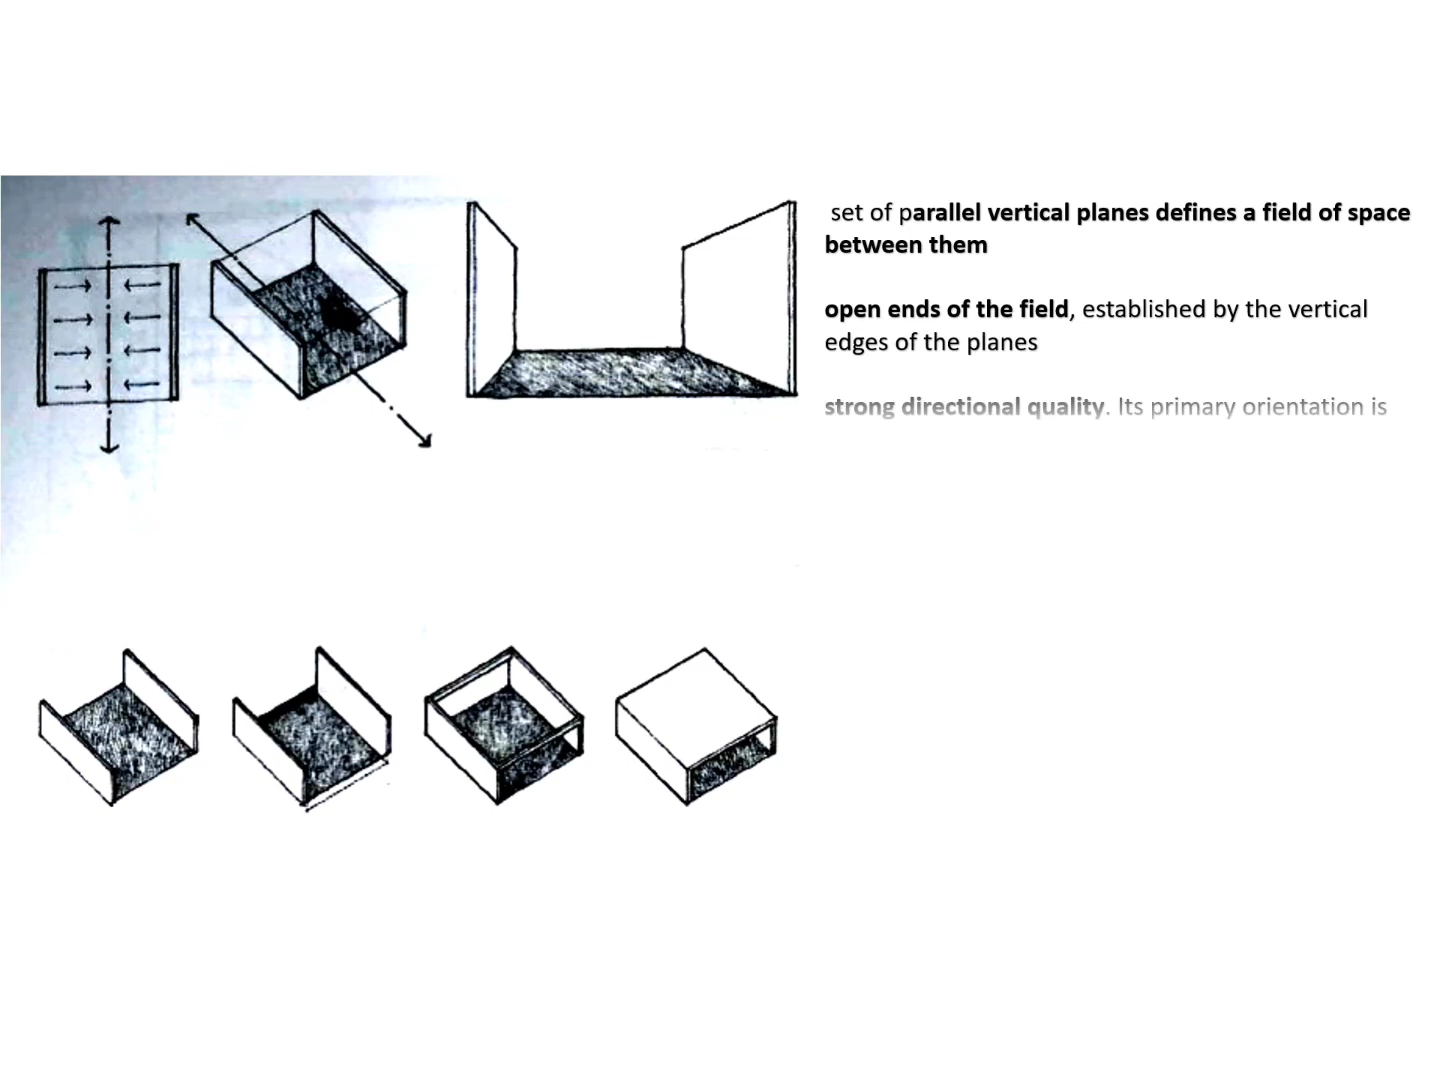 set of parallel vertical planes defines a field of space
between them
open ends of the field, established by the vertical
edges of the planes
strong directional quality. Its primary orientation is